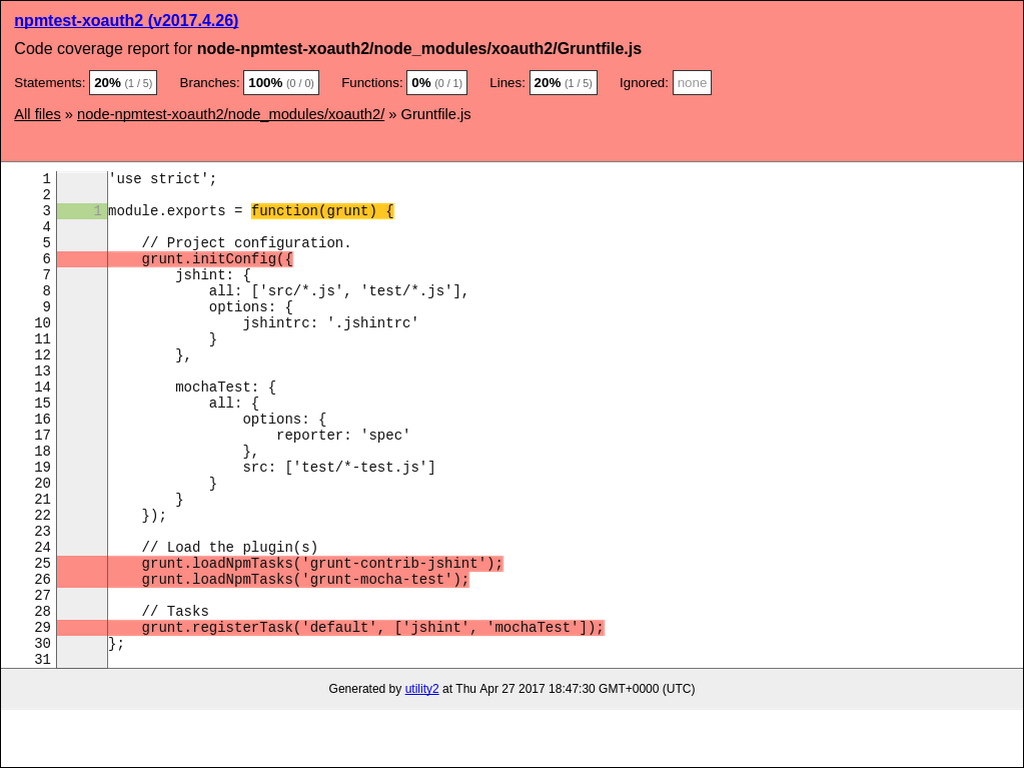 npmtest-xoauth2 (v2017.4.26)
Code coverage report for node-npmtest-xoauth2/node_modules/xoauth2/Gruntfile.js
Statements: 20% (1 / 5) Branches: 100% (0 / 0) Functions: 0% (0 / 1) Lines: 20% (1 / 5) Ignored: none
All files » node-npmtest-xoauth2/node_modules/xoauth2/ » Gruntfile.js
1 'use strict';
2
3 1 module.exports = function(grunt) {
4
5     // Project configuration.
6     grunt.initConfig({
7         jshint: {
8             all: ['src/*.js', 'test/*.js'],
9             options: {
10                 jshintrc: '.jshintrc'
11             }
12         },
13
14         mochaTest: {
15             all: {
16                 options: {
17                     reporter: 'spec'
18                 },
19                 src: ['test/*-test.js']
20             }
21         }
22     });
23
24     // Load the plugin(s)
25     grunt.loadNpmTasks('grunt-contrib-jshint');
26     grunt.loadNpmTasks('grunt-mocha-test');
27
28     // Tasks
29     grunt.registerTask('default', ['jshint', 'mochaTest']);
30 };
31
Generated by utility2 at Thu Apr 27 2017 18:47:30 GMT+0000 (UTC)